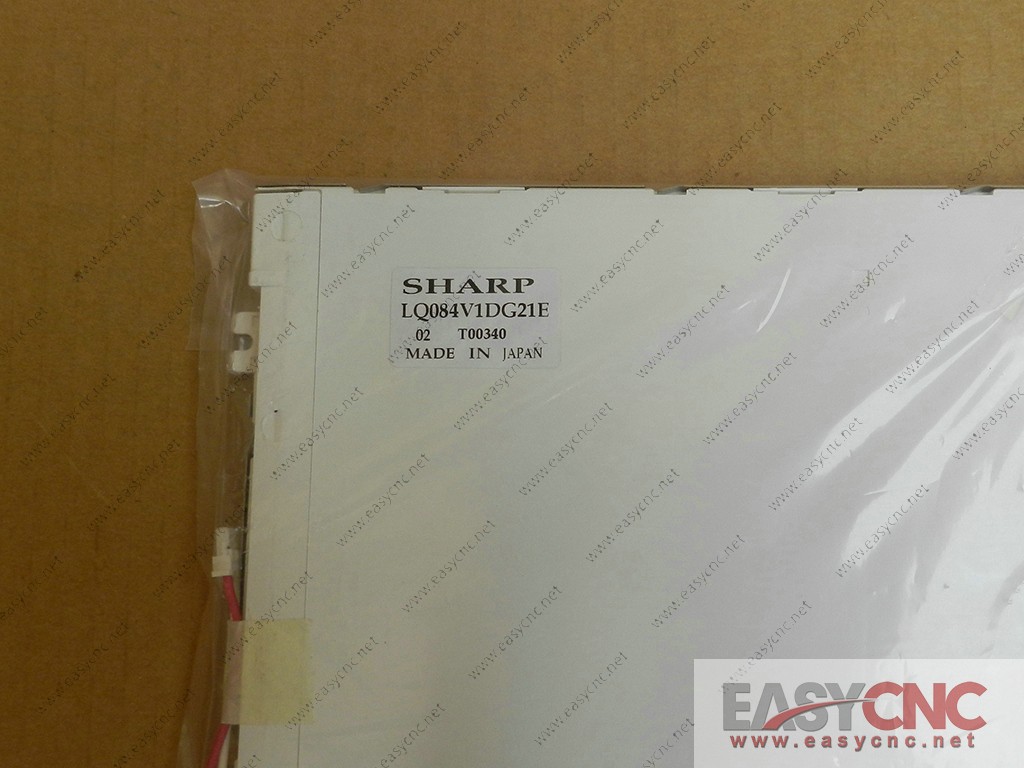 SHARP
LQ084V1DG21E
02 T00340
MADE IN JAPAN
EASYCNC
www.easycnc.net